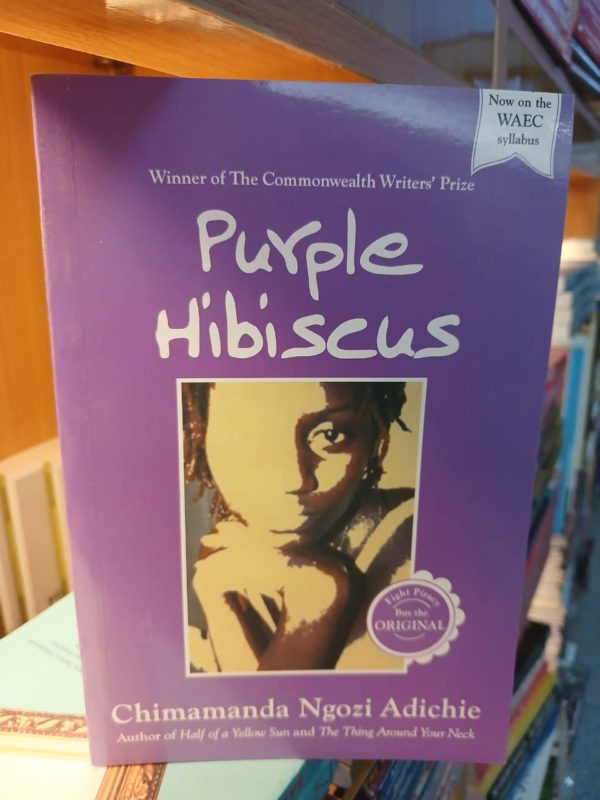 Now on the
WAEC
syllabus
Winner of The Commonwealth Writers' Prize
Purple
Hibiscus
Fight Piracy
Buy the
ORIGINAL
Chimamanda Ngozi Adichie
Author of Half of a Yellow Sun and The Thing Around Your Neck